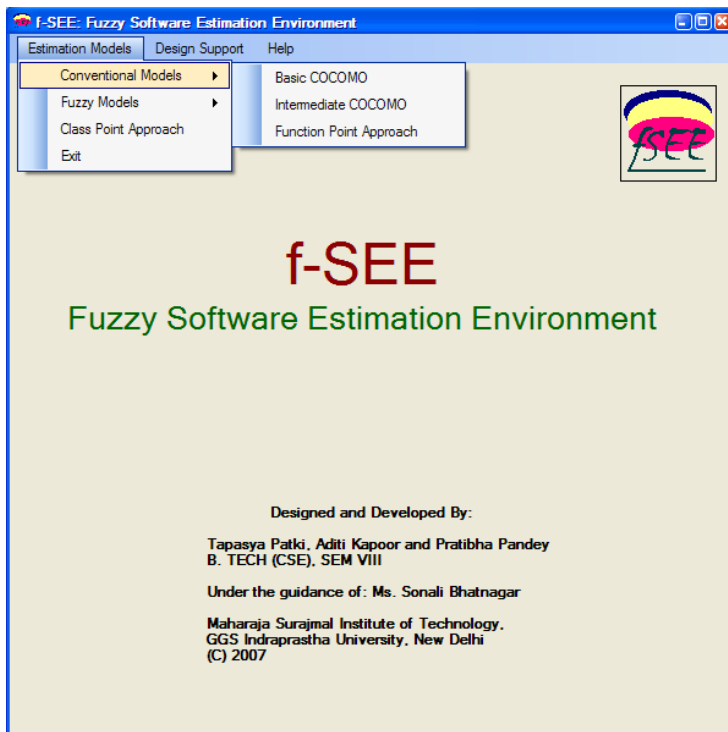 f-SEE: Fuzzy Software Estimation Environment
Estimation Models Design Support Help
Conventional Models
Fuzzy Models
Class Point Approach
Exit
Basic COCOMO
Intermediate COCOMO
Function Point Approach
fSEE
f-SEE
Fuzzy Software Estimation Environment
Designed and Developed By:
Tapasya Patki, Aditi Kapoor and Pratibha Pandey
B. TECH (CSE), SEM VIII
Under the guidance of: Ms. Sonali Bhatnagar
Maharaja Surajmal Institute of Technology,
GGS Indraprastha University, New Delhi
(C) 2007